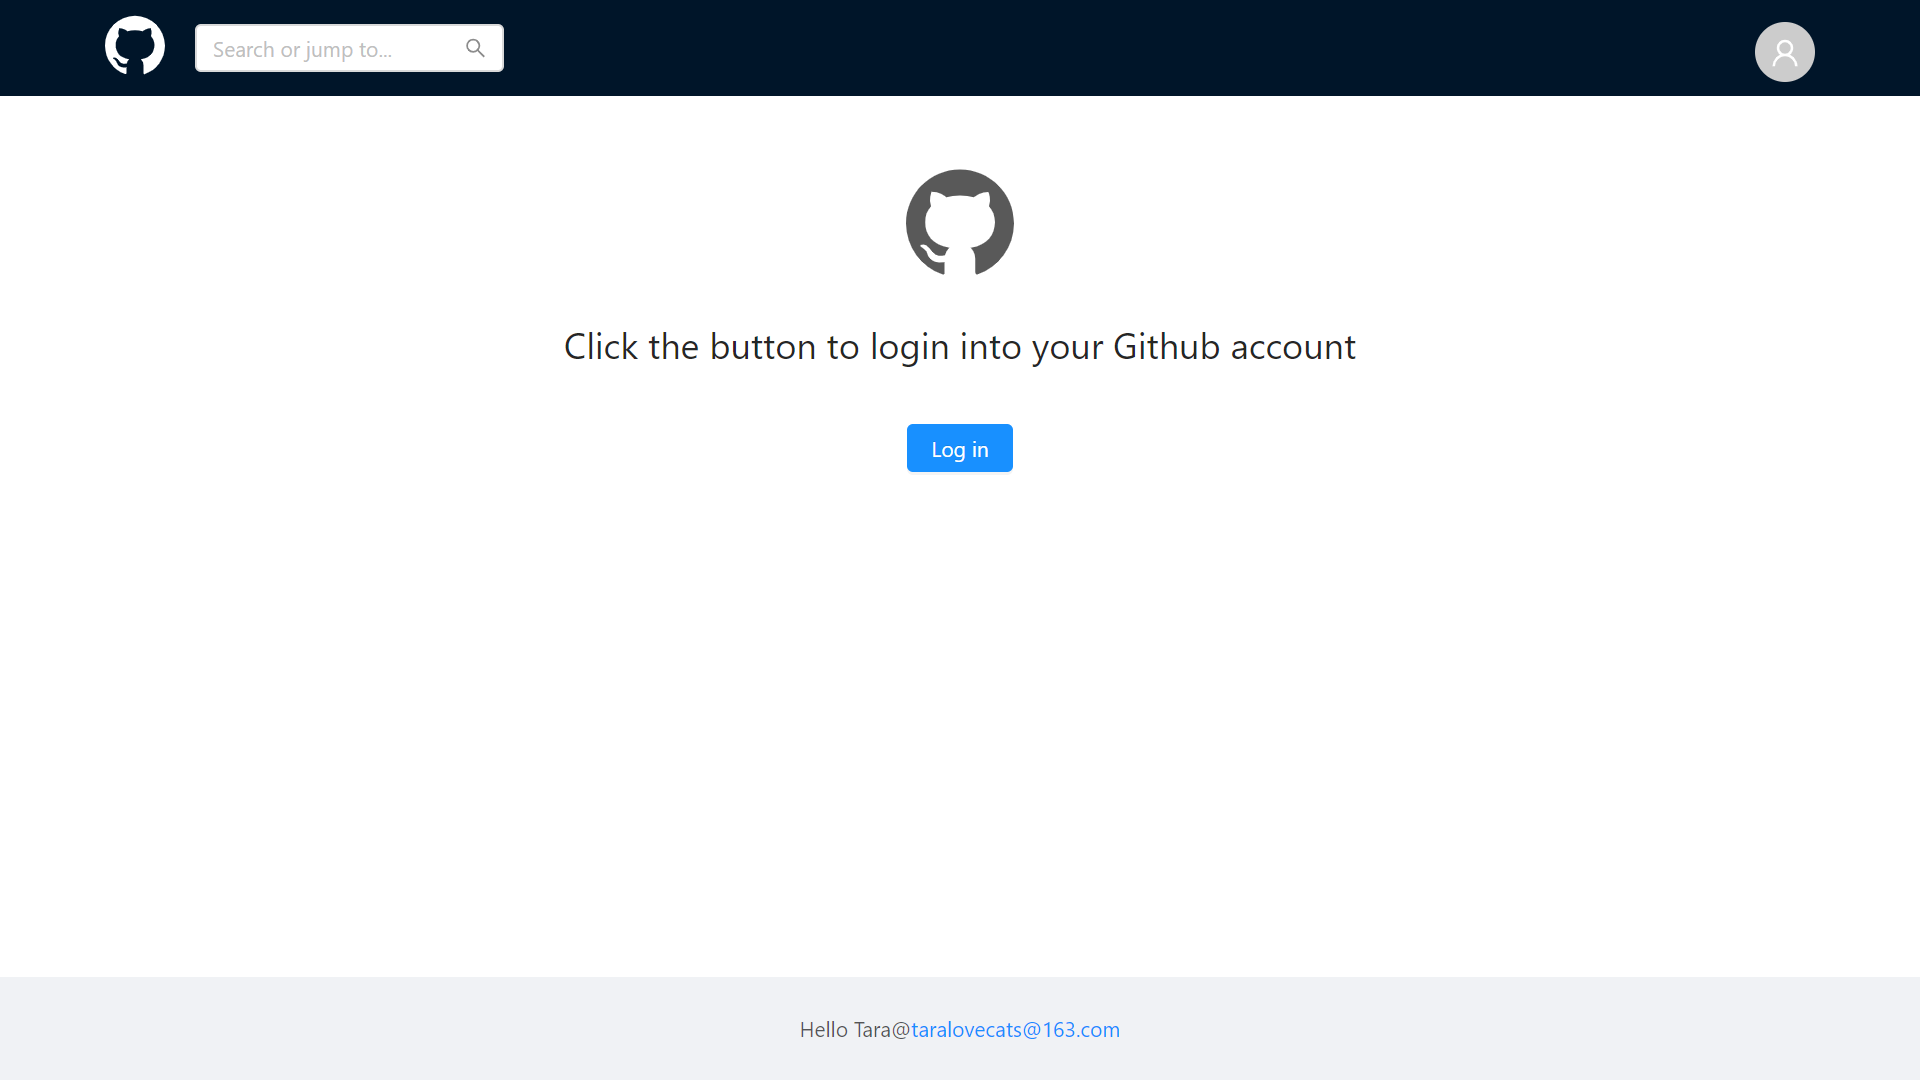 Search or jump to...
Click the button to login into your Github account
Log in
Hello Tara@taralovecats@163.com